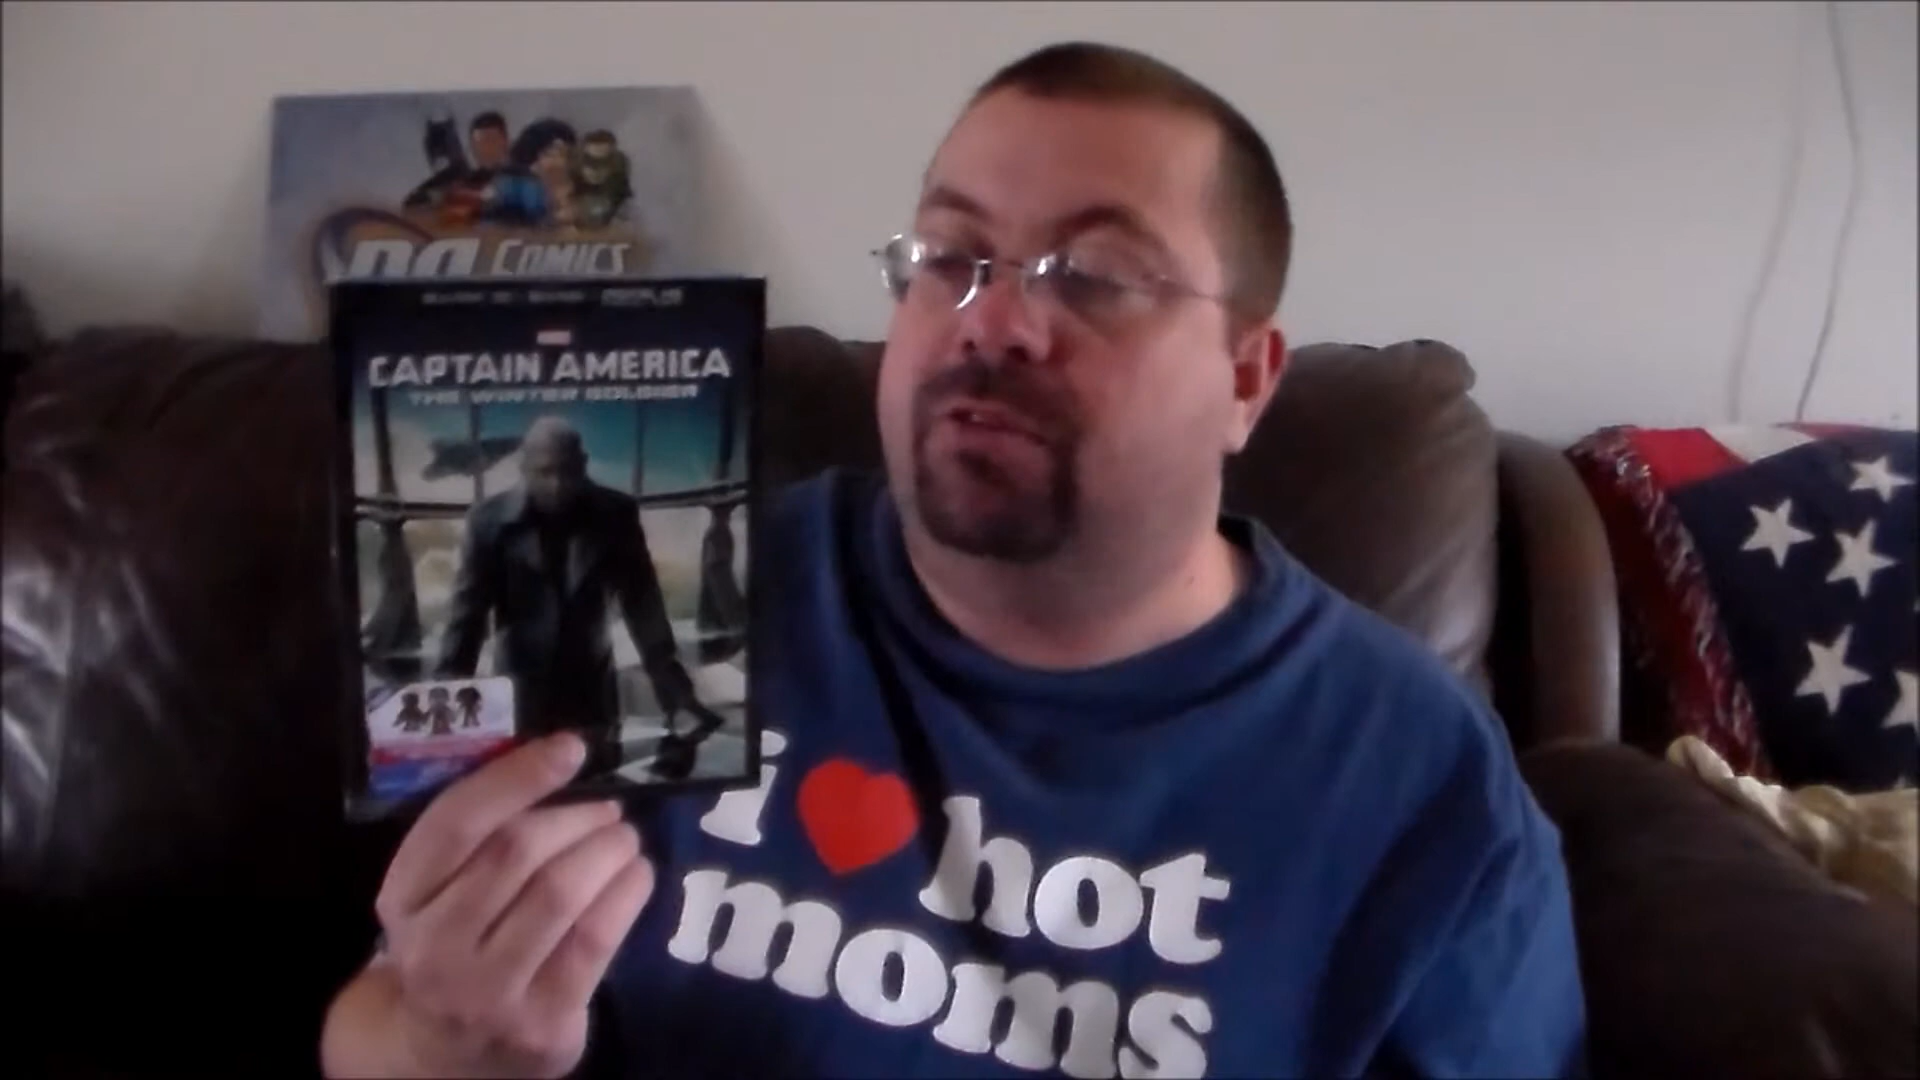 DC COMICS
CAPTAIN AMERICA
THE WINTER SOLDIER
i hot
moms